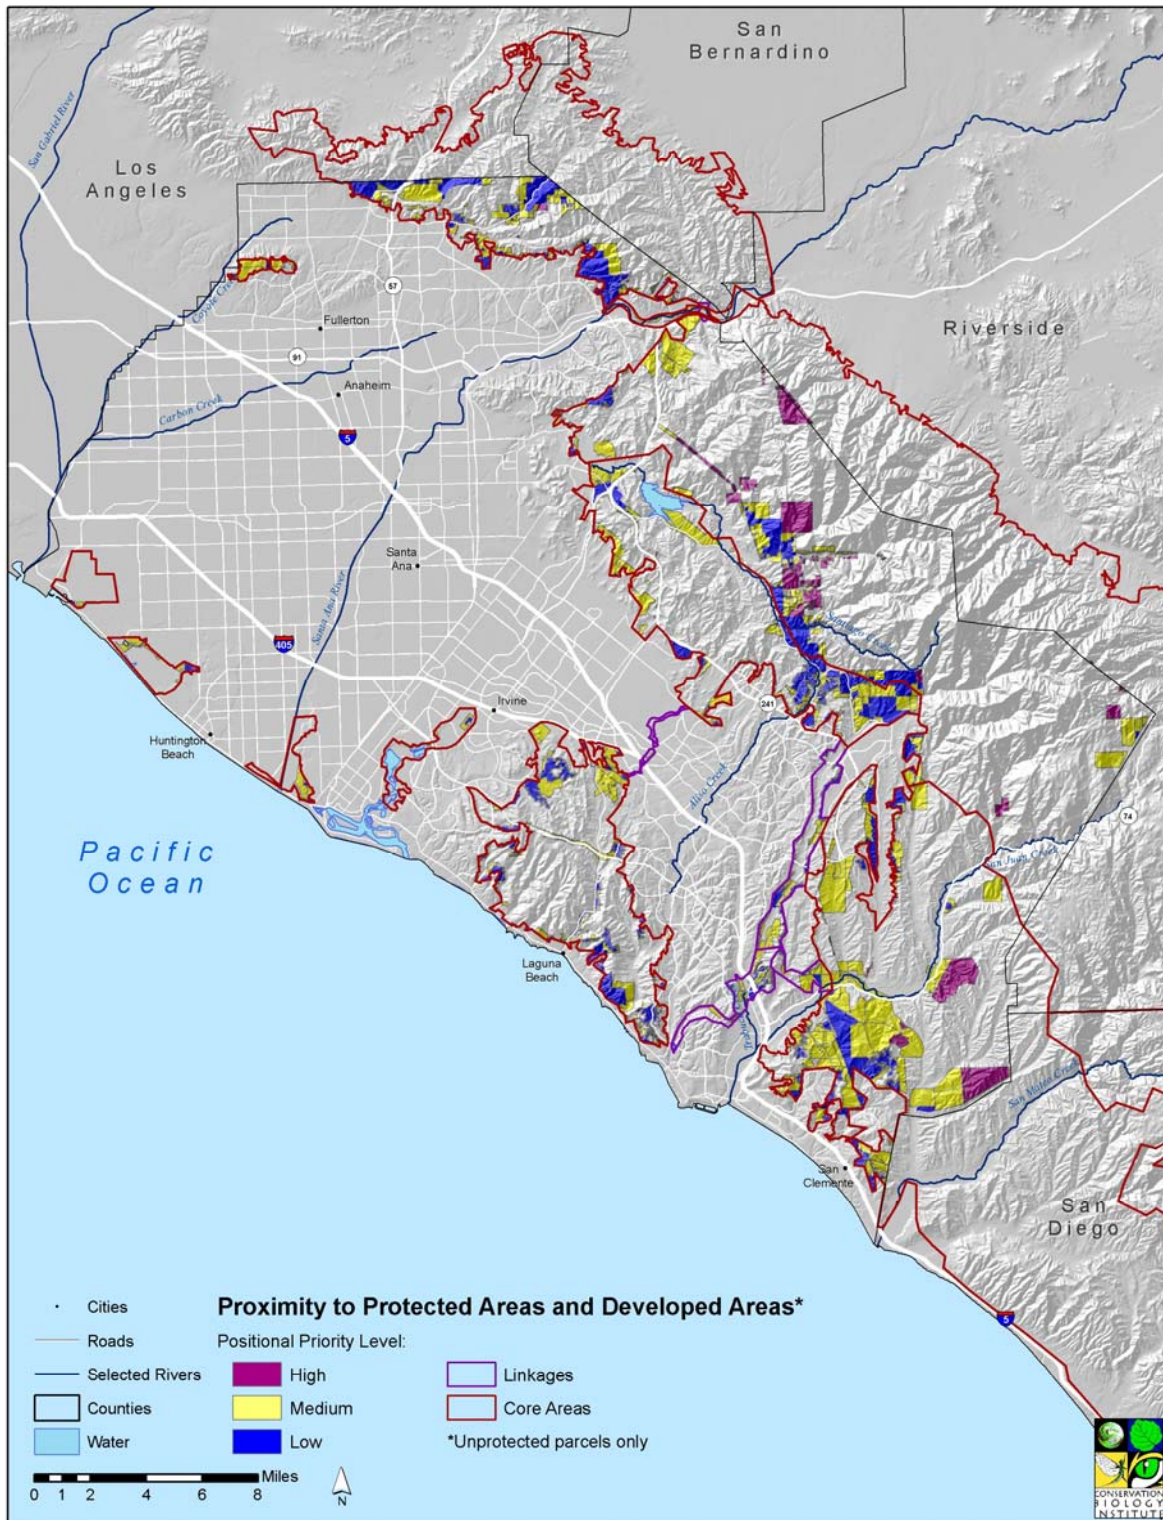 San
Bernardino
San Gabriel River
Los
Angeles
Coyote Creek
57
Fullerton
Riverside
91
Anaheim
Carbon Creek
5
Santa
Ana
Santa Ana River
Santiago Creek
405
241
Irvine
Huntington
Beach
Aliso Creek
74
San Juan Creek
Pacific
Ocean
Laguna
Beach
San Mateo Creek
San
Clemente
San
Diego
5
Cities
Proximity to Protected Areas and Developed Areas*
Roads
Positional Priority Level:
Selected Rivers
High
Linkages
Counties
Medium
Core Areas
Water
Low
*Unprotected parcels only
Miles
0 1 2 4 6 8
N
CONSERVATION
BIOLOGY
INSTITUTE